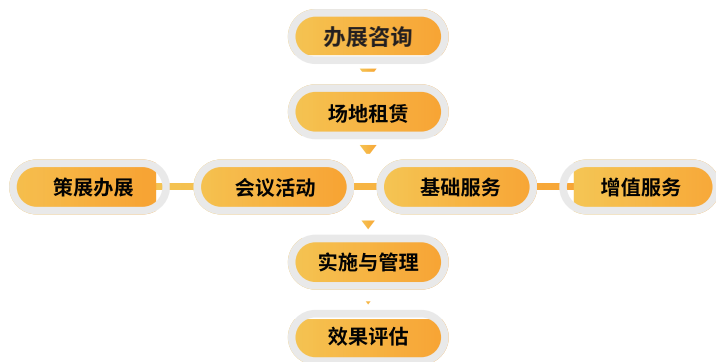 办展咨询
场地租赁
策展办展
会议活动
基础服务
增值服务
实施与管理
效果评估